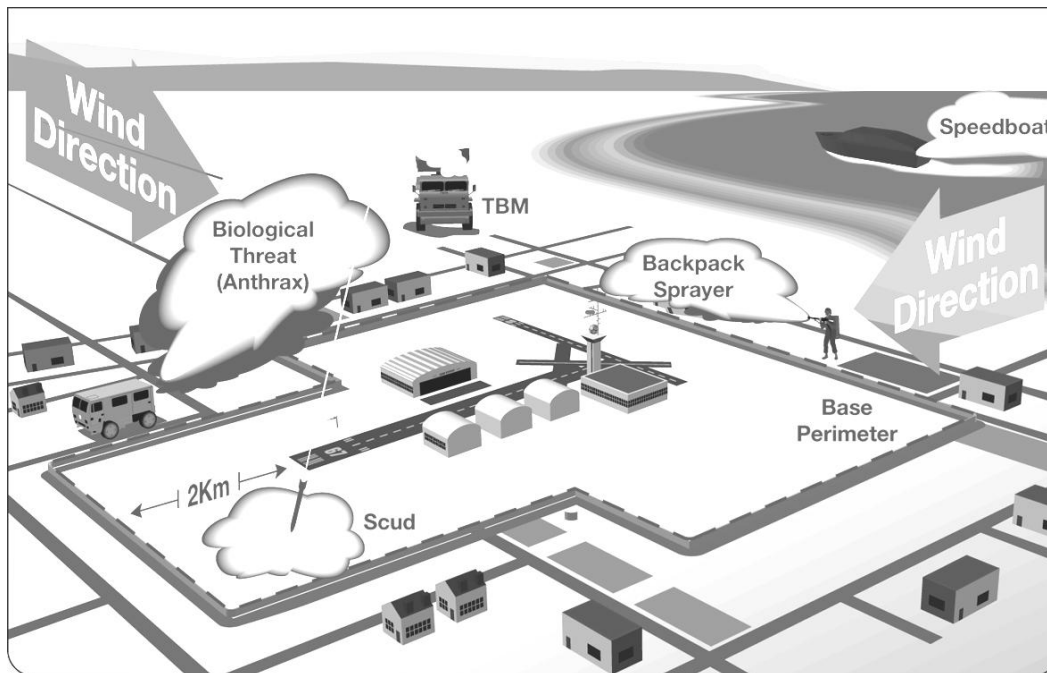 Wind
Direction
Speedboat
TBM
Biological
Threat
(Anthrax)
Backpack
Sprayer
Wind
Direction
Base
Perimeter
2Km
Scud